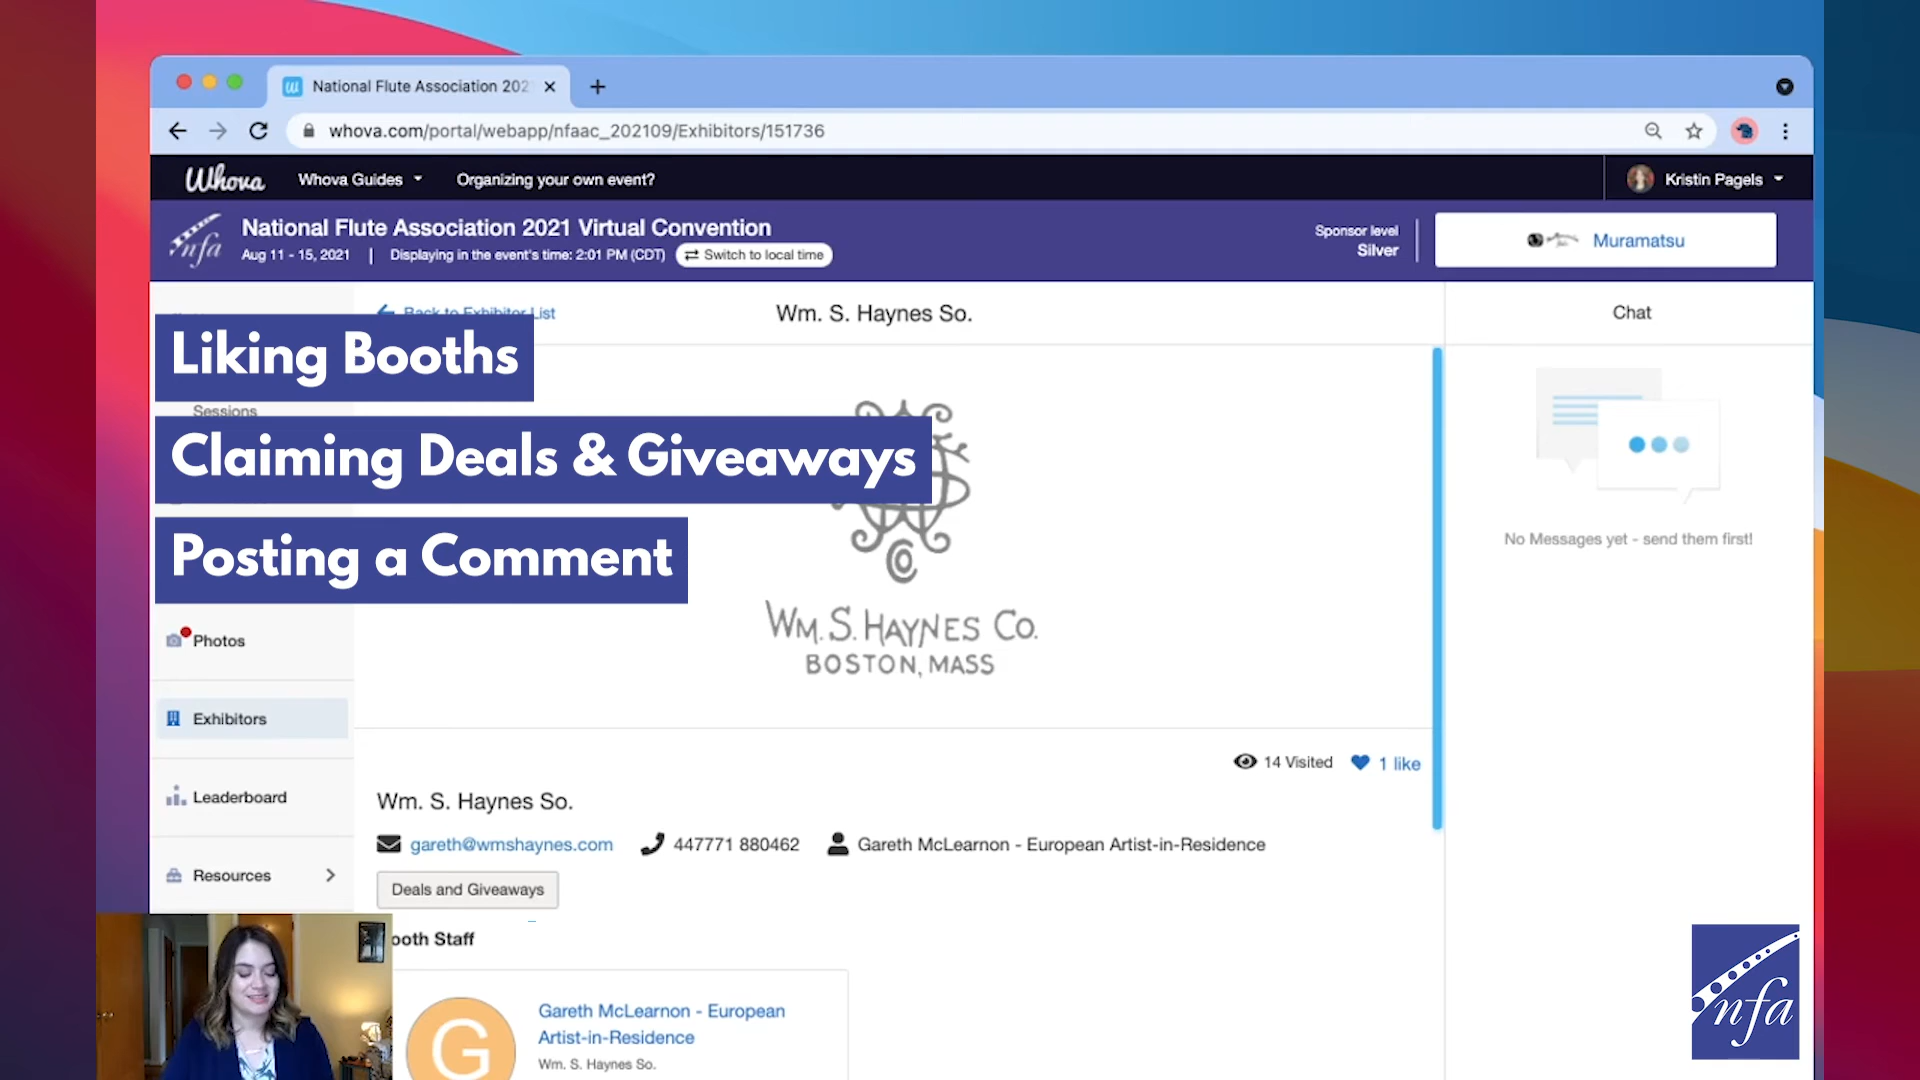 National Flute Association 202
whova.com/portal/webapp/nfaac_202109/Exhibitors/151736
Whova
Whova Guides
Organizing your own event?
Kristin Pagels
nfa
National Flute Association 2021 Virtual Convention
Aug 11 - 15, 2021 | Displaying in the event's time: 2:01 PM (CDT)
Switch to local time
Sponsor level
Silver
Muramatsu
Back to Exhibitor List
Wm. S. Haynes So.
Chat
Liking Booths
Sessions
Claiming Deals & Giveaways
Posting a Comment
No Messages yet - send them first!
WM. S. HAYNES CO.
BOSTON, MASS
Photos
Exhibitors
Leaderboard
Resources
14 Visited
1 like
Wm. S. Haynes So.
gareth@wmshaynes.com
447771 880462
Gareth McLearnon - European Artist-in-Residence
Deals and Giveaways
ooth Staff
G
Gareth McLearnon - European
Artist-in-Residence
Wm. S. Haynes So.
nfa